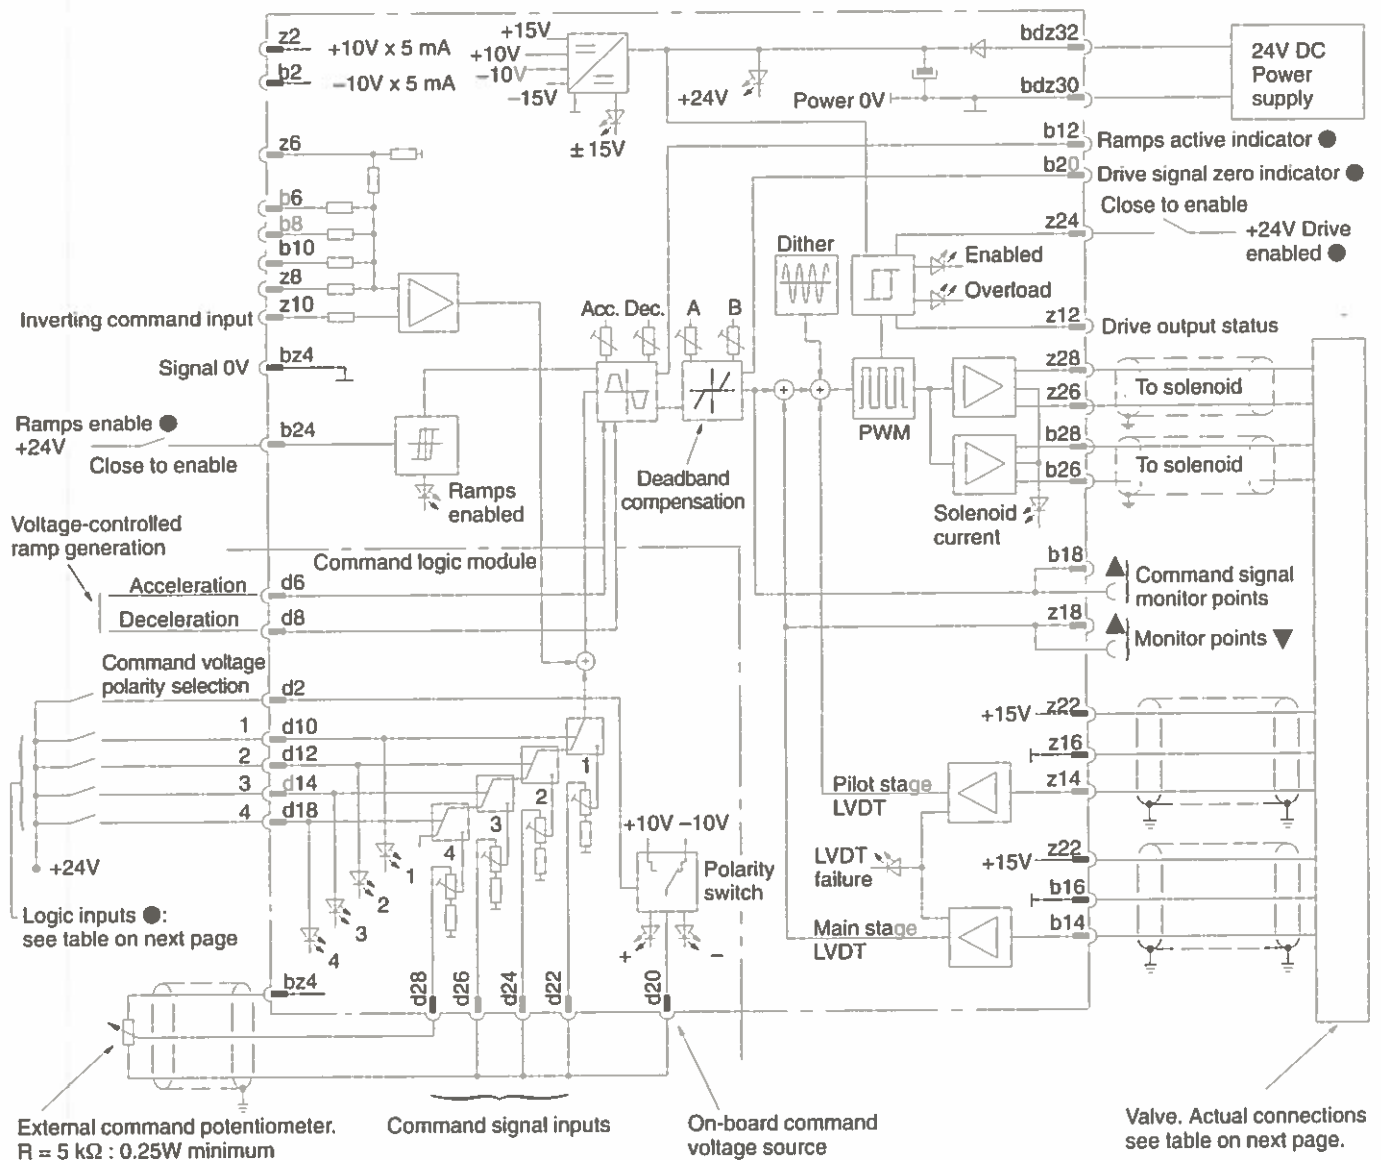 z2
+10V x 5 mA
b2
–10V x 5 mA
+15V
+10V
–10V
–15V
± 15V
+24V
Power 0V
bdz32
bdz30
24V DC
Power
supply
z6
b6
b8
b10
z8
z10
Inverting command input
Signal 0V
bz4
b12
Ramps active indicator ●
b20
Drive signal zero indicator ●
Close to enable
z24
+24V Drive
enabled ●
Dither
Enabled
Overload
z12
Drive output status
Acc. Dec.
A
B
PWM
z28
z26
To solenoid
b28
b26
To solenoid
Solenoid
current
Ramps enable ●
+24V
Close to enable
b24
Ramps
enabled
Deadband
compensation
Voltage-controlled
ramp generation
Command logic module
Acceleration
d6
Deceleration
d8
b18
▲
Command signal
monitor points
z18
▲
Monitor points ▼
Command voltage
polarity selection
d2
1
d10
2
d12
3
d14
4
d18
+24V
Logic inputs ●:
see table on next page
1
2
3
4
1
2
3
4
+10V –10V
Polarity
switch
+
–
+15V
z22
z16
z14
Pilot stage
LVDT
LVDT
failure
+15V
z22
b16
b14
Main stage
LVDT
bz4
d28
d26
d24
d22
d20
External command potentiometer.
R = 5 kΩ : 0.25W minimum
Command signal inputs
On-board command
voltage source
Valve. Actual connections
see table on next page.